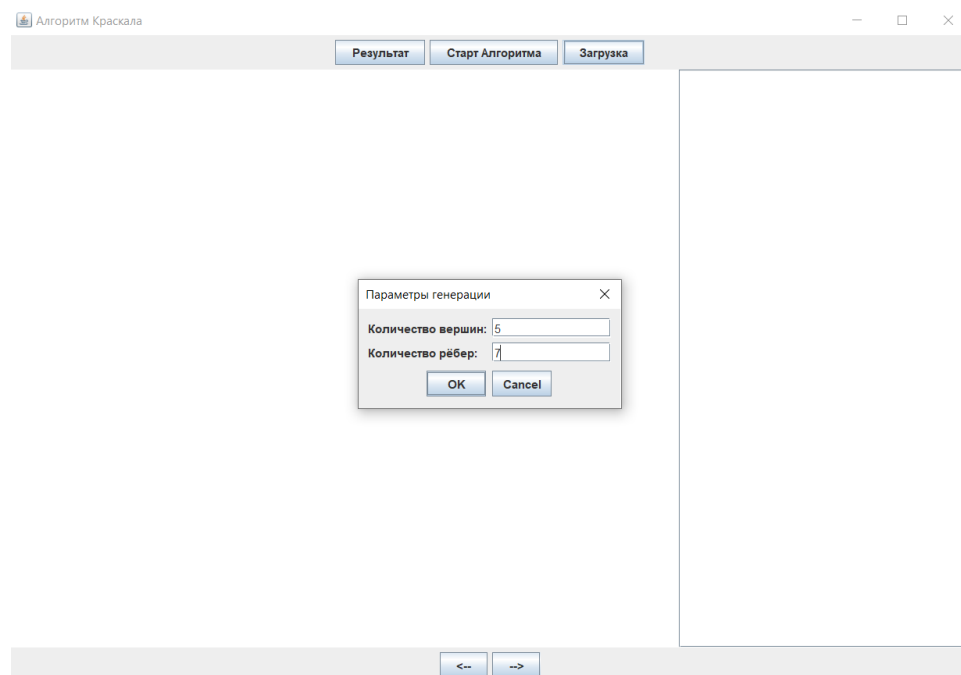 Алгоритм Краскала
Результат Старт Алгоритма Загрузка
Параметры генерации
Количество вершин: 5
Количество рёбер: 7
OK Cancel
<-- -->